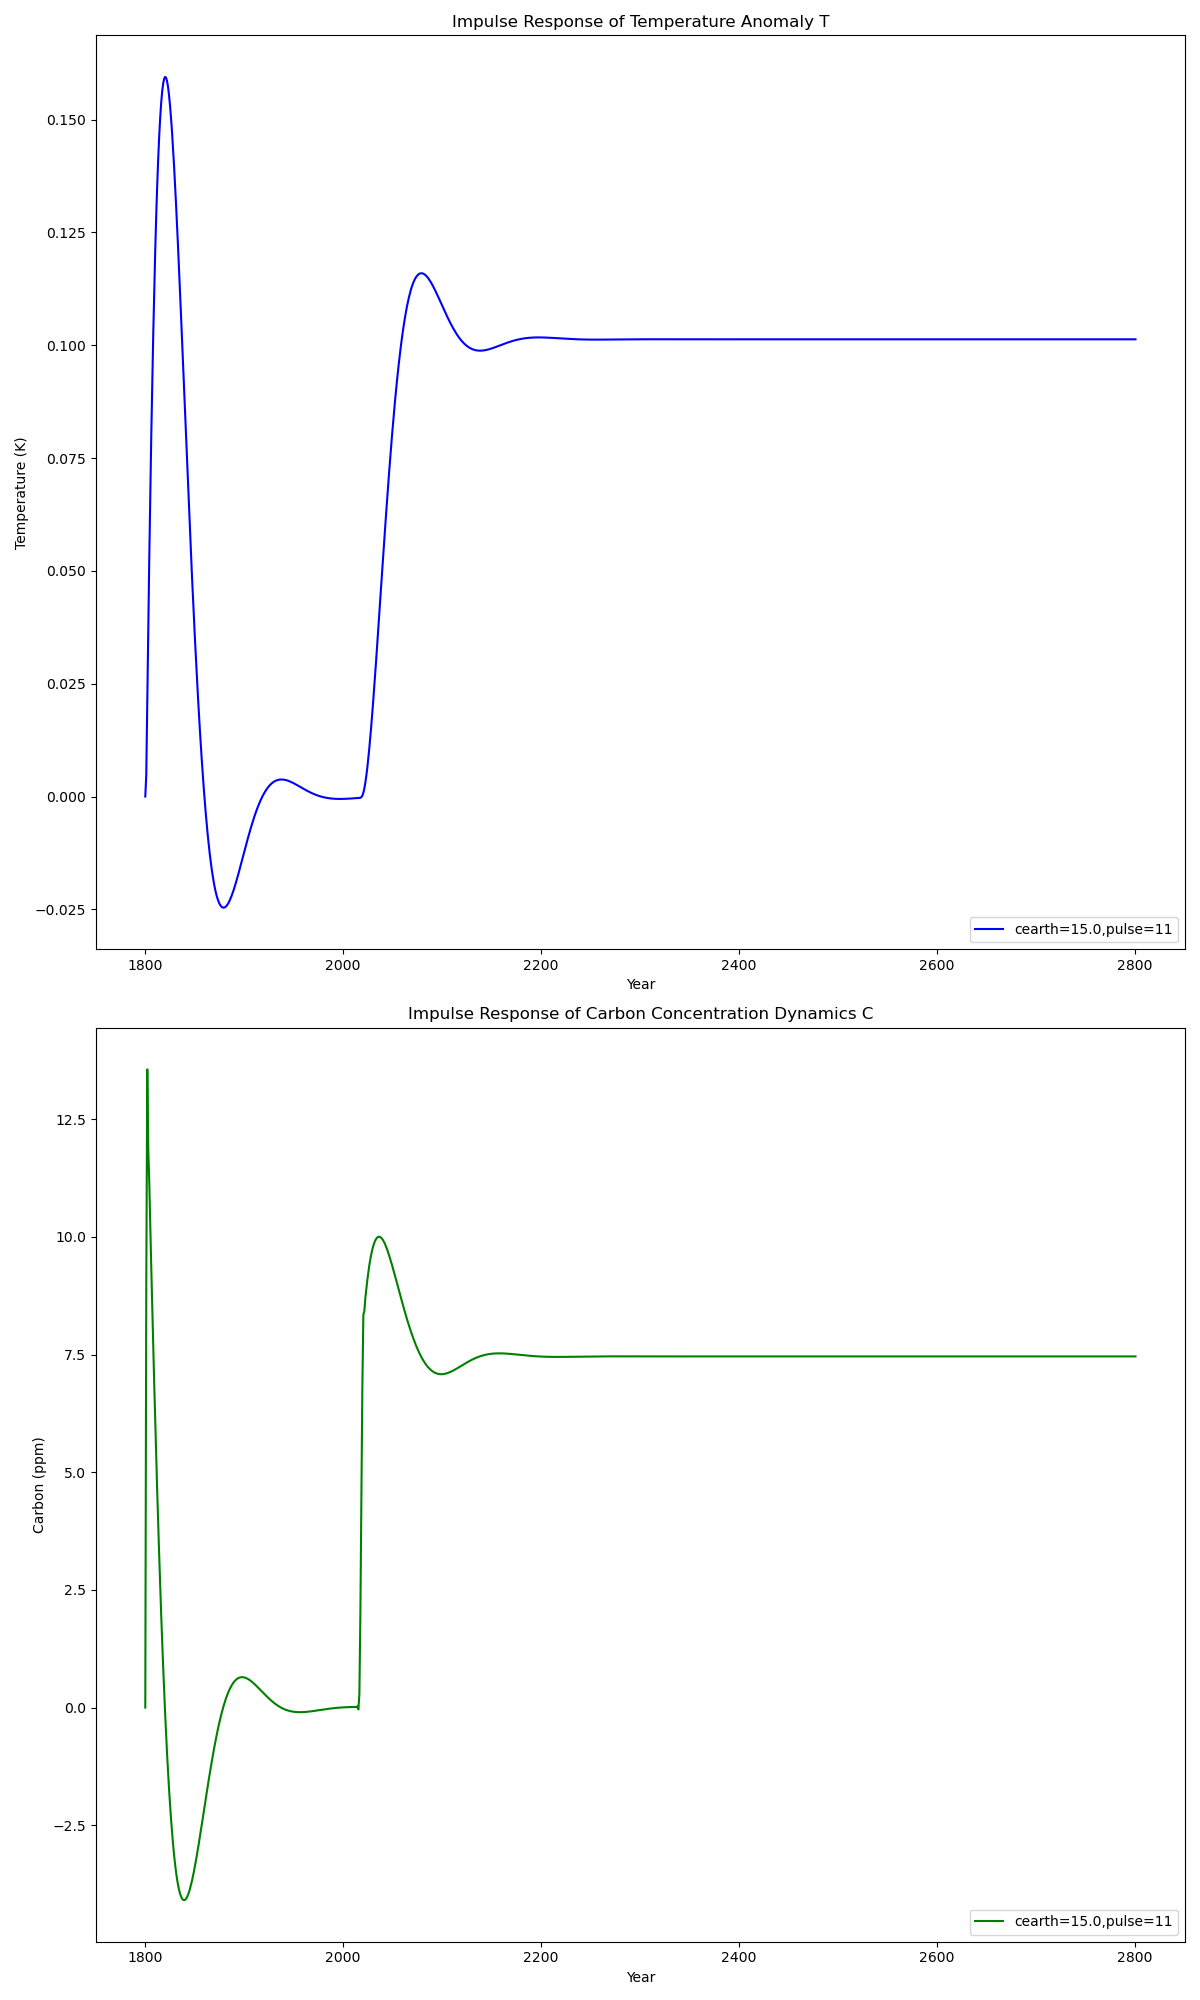 Impulse Response of Temperature Anomaly T
0.150
0.125
0.100
0.075
0.050
0.025
0.000
−0.025
Temperature (K)
cearth=15.0,pulse=11
1800 2000 2200 2400 2600 2800
Year
Impulse Response of Carbon Concentration Dynamics C
12.5
10.0
7.5
5.0
2.5
0.0
−2.5
Carbon (ppm)
cearth=15.0,pulse=11
1800 2000 2200 2400 2600 2800
Year